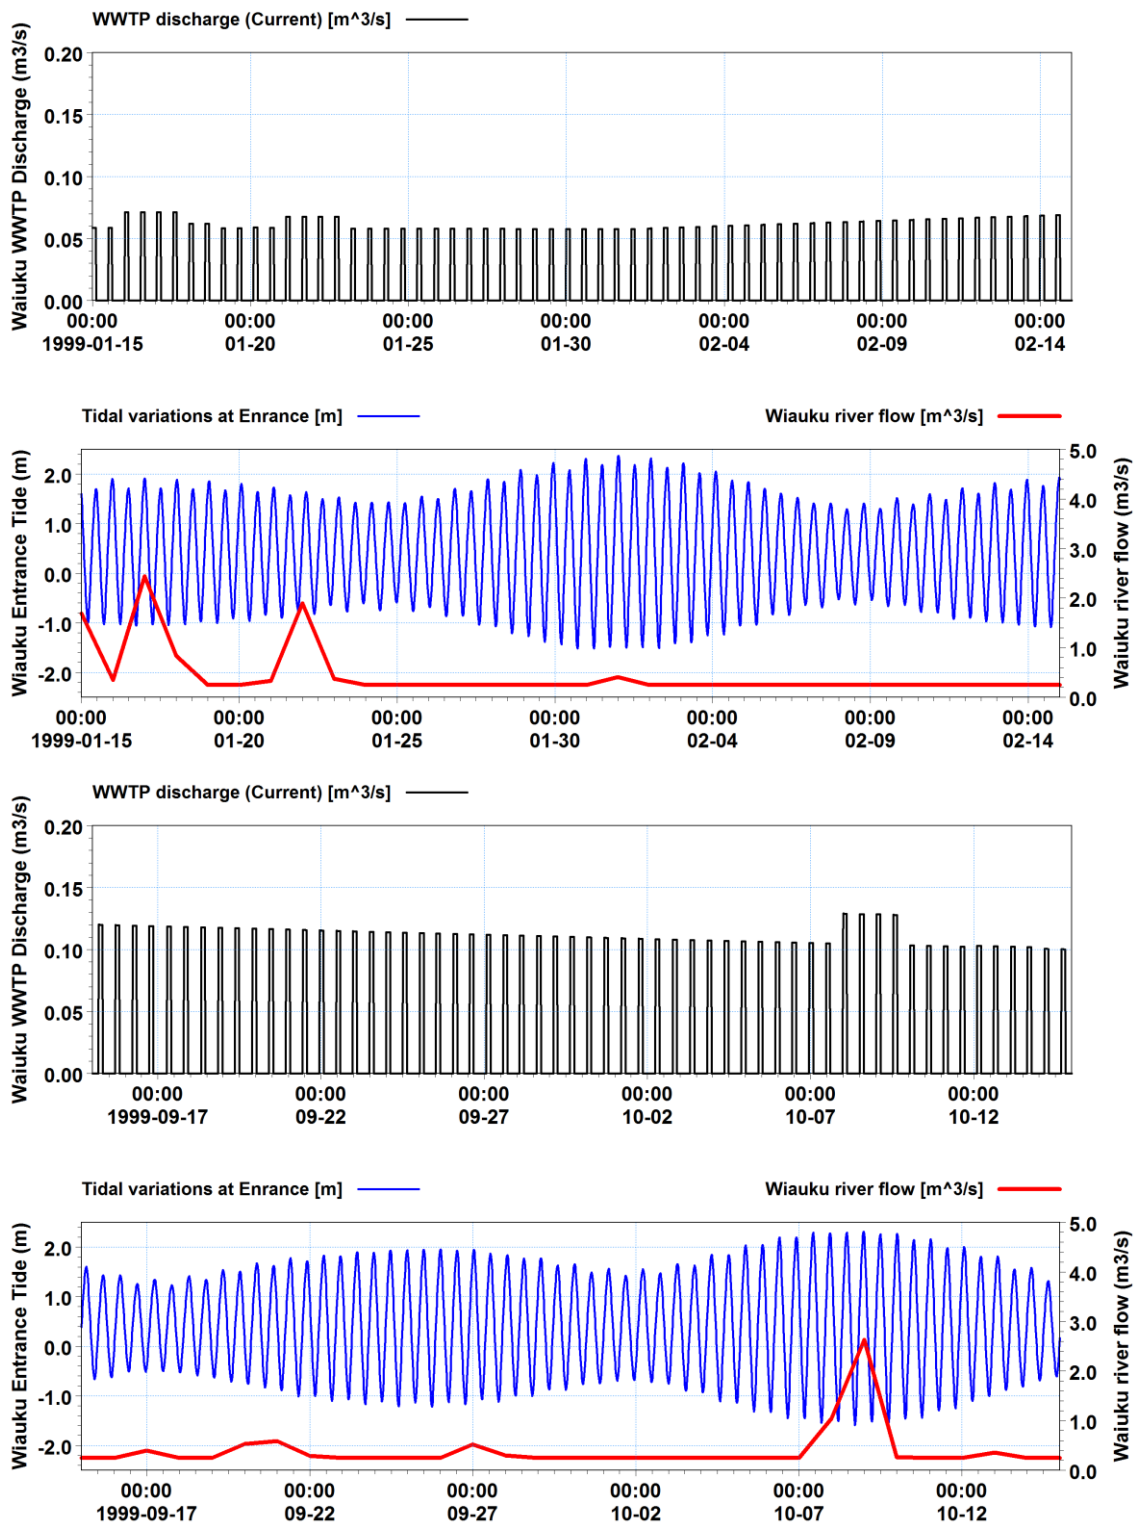 WWTP discharge (Current) [m^3/s]
Waiuku WWTP Discharge (m3/s)
0.20
0.15
0.10
0.05
0.00
00:00 00:00 00:00 00:00 00:00 00:00 00:00
1999-01-15 01-20 01-25 01-30 02-04 02-09 02-14
Tidal variations at Enrance [m] Wiauku river flow [m^3/s]
Wiauku Entrance Tide (m)
2.0
1.0
0.0
-1.0
-2.0
5.0
4.0
3.0
2.0
1.0
0.0
Waiuku river flow (m3/s)
00:00 00:00 00:00 00:00 00:00 00:00 00:00
1999-01-15 01-20 01-25 01-30 02-04 02-09 02-14
WWTP discharge (Current) [m^3/s]
Waiuku WWTP Discharge (m3/s)
0.20
0.15
0.10
0.05
0.00
00:00 00:00 00:00 00:00 00:00 00:00
1999-09-17 09-22 09-27 10-02 10-07 10-12
Tidal variations at Enrance [m] Wiauku river flow [m^3/s]
Wiauku Entrance Tide (m)
2.0
1.0
0.0
-1.0
-2.0
5.0
4.0
3.0
2.0
1.0
0.0
Waiuku river flow (m3/s)
00:00 00:00 00:00 00:00 00:00 00:00
1999-09-17 09-22 09-27 10-02 10-07 10-12